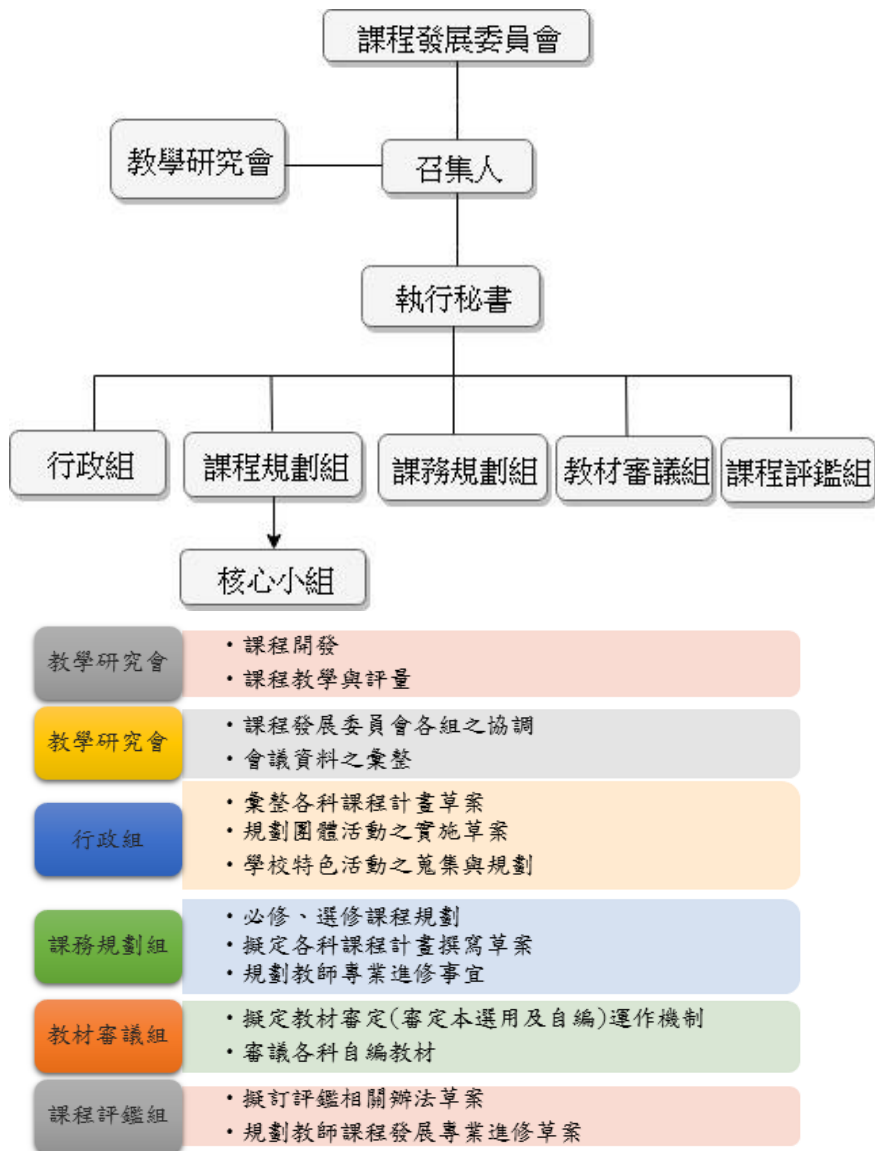 課程發展委員會
教學研究會
召集人
執行秘書
行政組
課程規劃組
課務規劃組
教材審議組
課程評鑑組
核心小組
教學研究會
・課程開發
・課程教學與評量
教學研究會
・課程發展委員會各組之協調
・會議資料之彙整
行政組
・彙整各科課程計畫草案
・規劃團體活動之實施草案
・學校特色活動之蒐集與規劃
課務規劃組
・必修、選修課程規劃
・擬定各科課程計畫撰寫草案
・規劃教師專業進修事宜
教材審議組
・擬定教材審定(審定本選用及自編)運作機制
・審議各科自編教材
課程評鑑組
・擬訂評鑑相關辦法草案
・規劃教師課程發展專業進修草案